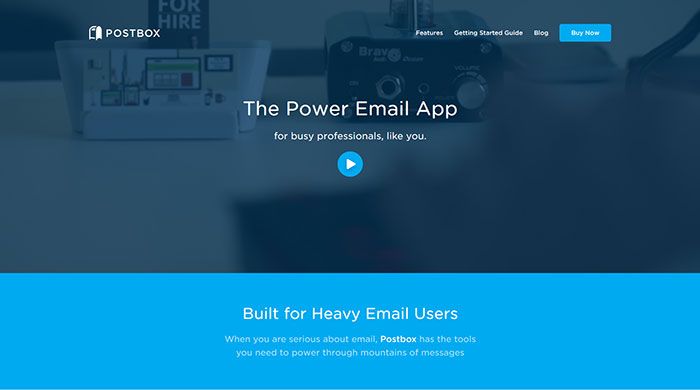 FOR
HIRE
POSTBOX
Features
Getting Started Guide
Blog
Buy Now
Brav
VOLUME
ON
The Power Email App
for busy professionals, like you.
Built for Heavy Email Users
When you are serious about email, Postbox has the tools
you need to power through mountains of messages